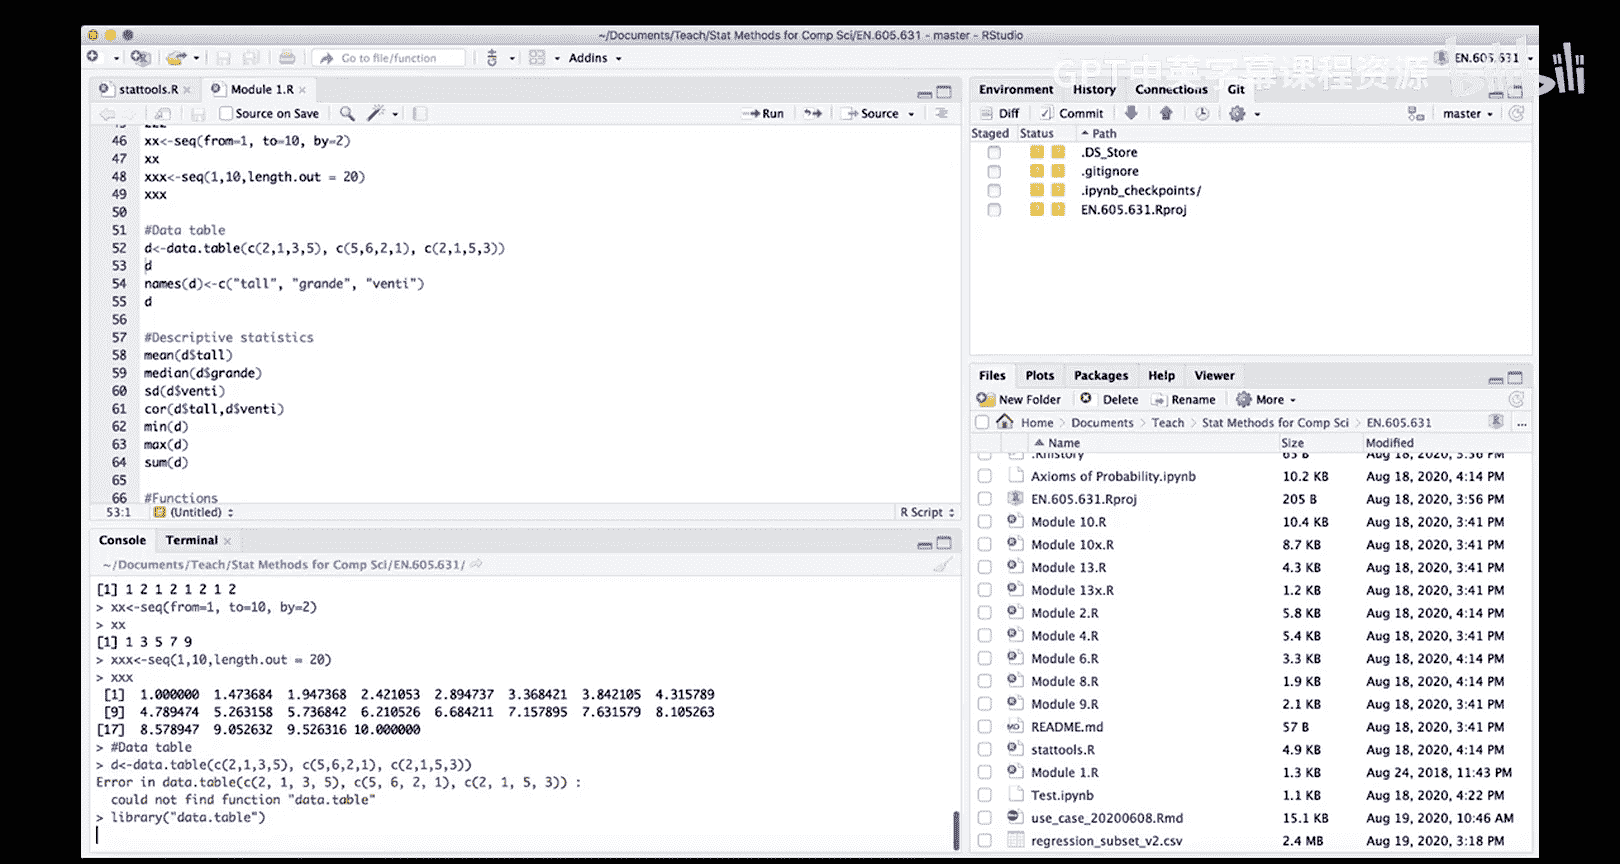 ~/Documents/Teach/Stat Methods for Comp Sci/EN.605.631 - master - RStudio
Go to file/function
Addins
EN.605.631
GPT中英字幕课程资源
bilibili
stattools.R
Module 1.R
Source on Save
Run
Source
46 xx<-seq(from=1, to=10, by=2)
47 xx
48 xxx<-seq(1,10,length.out = 20)
49 xxx
50
51 #Data table
52 d<-data.table(c(2,1,3,5), c(5,6,2,1), c(2,1,5,3))
53 d
54 names(d)<-c("tall", "grande", "venti")
55 d
56
57 #Descriptive statistics
58 mean(d$tall)
59 median(d$grande)
60 sd(d$venti)
61 cor(d$tall,d$venti)
62 min(d)
63 max(d)
64 sum(d)
65
66 #Functions
53:1 (Untitled) R Script
Console Terminal
~/Documents/Teach/Stat Methods for Comp Sci/EN.605.631/
[1] 1 2 1 2 1 2 1 2
> xx<-seq(from=1, to=10, by=2)
> xx
[1] 1 3 5 7 9
> xxx<-seq(1,10,length.out = 20)
> xxx
[1] 1.000000 1.473684 1.947368 2.421053 2.894737 3.368421 3.842105 4.315789
[9] 4.789474 5.263158 5.736842 6.210526 6.684211 7.157895 7.631579 8.105263
[17] 8.578947 9.052632 9.526316 10.000000
> #Data table
> d<-data.table(c(2,1,3,5), c(5,6,2,1), c(2,1,5,3))
Error in data.table(c(2, 1, 3, 5), c(5, 6, 2, 1), c(2, 1, 5, 3)) :
could not find function "data.table"
> library("data.table")
Environment History Connections Git
Diff Commit master
Staged Status Path
.DS_Store
.gitignore
.ipynb_checkpoints/
EN.605.631.Rproj
Files Plots Packages Help Viewer
New Folder Delete Rename More
Home Documents Teach Stat Methods for Comp Sci EN.605.631 ...
Name Size Modified
.Rhistory 65 B Aug 18, 2020, 3:56 PM
Axioms of Probability.ipynb 10.2 KB Aug 18, 2020, 4:14 PM
EN.605.631.Rproj 205 B Aug 18, 2020, 3:56 PM
Module 10.R 10.4 KB Aug 18, 2020, 3:41 PM
Module 10x.R 8.7 KB Aug 18, 2020, 3:41 PM
Module 13.R 4.3 KB Aug 18, 2020, 3:41 PM
Module 13x.R 1.2 KB Aug 18, 2020, 3:41 PM
Module 2.R 5.8 KB Aug 18, 2020, 4:14 PM
Module 4.R 5.4 KB Aug 18, 2020, 3:41 PM
Module 6.R 3.3 KB Aug 18, 2020, 4:14 PM
Module 8.R 1.9 KB Aug 18, 2020, 4:14 PM
Module 9.R 2.1 KB Aug 18, 2020, 3:41 PM
README.md 57 B Aug 18, 2020, 3:41 PM
stattools.R 4.9 KB Aug 18, 2020, 4:14 PM
Module 1.R 1.3 KB Aug 24, 2018, 11:43 PM
Test.ipynb 1.1 KB Aug 18, 2020, 4:22 PM
use_case_20200608.Rmd 15.1 KB Aug 19, 2020, 10:46 AM
regression_subset_v2.csv 2.4 MB Aug 19, 2020, 3:18 PM